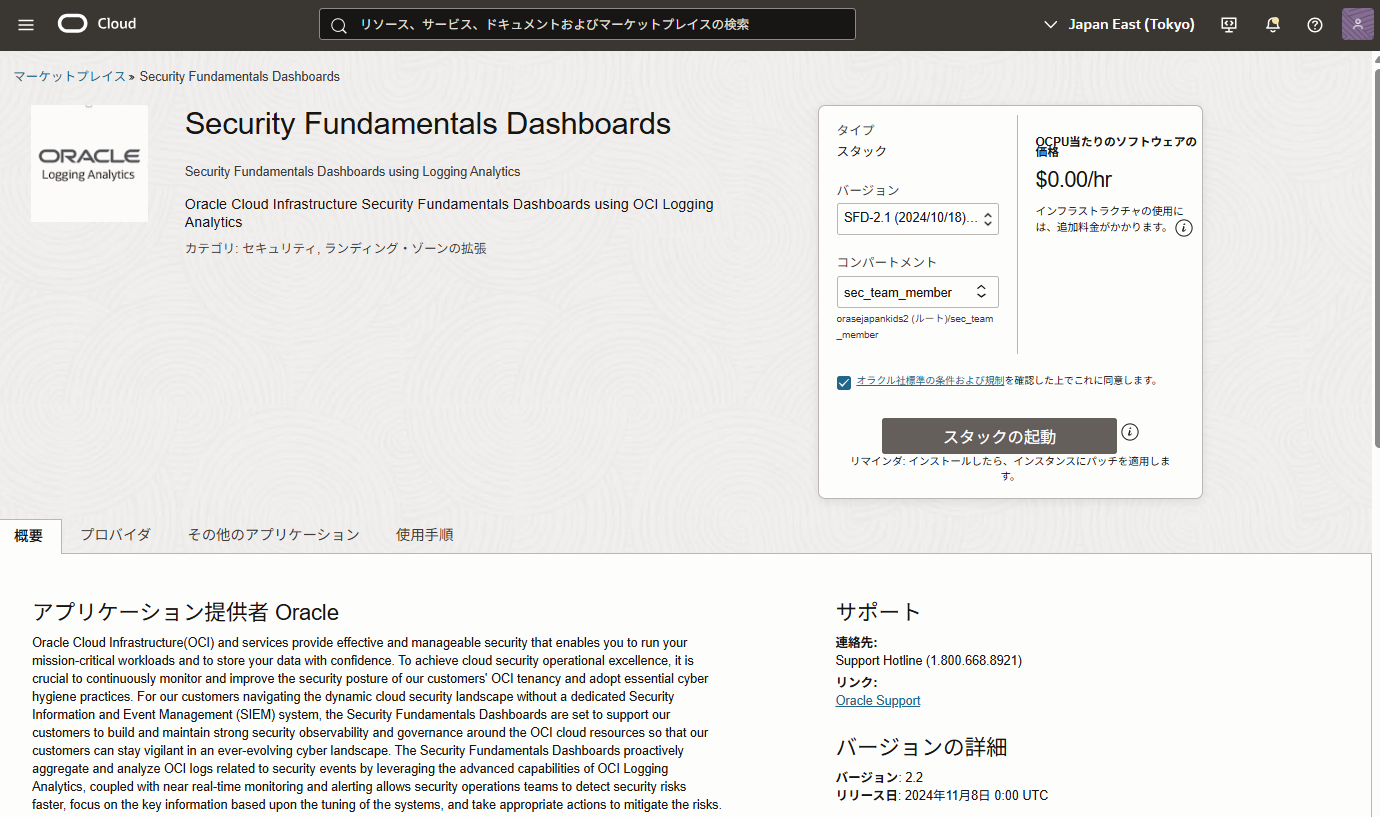 Cloud
リソース、サービス、ドキュメントおよびマーケットプレイスの検索
Japan East (Tokyo)
マーケットプレイス » Security Fundamentals Dashboards
ORACLE
Logging Analytics
Security Fundamentals Dashboards
Security Fundamentals Dashboards using Logging Analytics
Oracle Cloud Infrastructure Security Fundamentals Dashboards using OCI Logging
Analytics
カテゴリ: セキュリティ, ランディング・ゾーンの拡張
タイプ
スタック
バージョン
SFD-2.1 (2024/10/18)...
コンパートメント
sec_team_member
orasejapankids2 (ルート)/sec_team
_member
OCPU当たりのソフトウェアの
価格
$0.00/hr
インフラストラクチャの使用に
は、追加料金がかかります。
オラクル社標準の条件および規制を確認した上でこれに同意します。
スタックの起動
リマインダ: インストールしたら、インスタンスにパッチを適用しま
す。
概要
プロバイダ
その他のアプリケーション
使用手順
アプリケーション提供者 Oracle
Oracle Cloud Infrastructure(OCI) and services provide effective and manageable security that enables you to run your
mission-critical workloads and to store your data with confidence. To achieve cloud security operational excellence, it is
crucial to continuously monitor and improve the security posture of our customers' OCI tenancy and adopt essential cyber
hygiene practices. For our customers navigating the dynamic cloud security landscape without a dedicated Security
Information and Event Management (SIEM) system, the Security Fundamentals Dashboards are set to support our
customers to build and maintain strong security observability and governance around the OCI cloud resources so that our
customers can stay vigilant in an ever-evolving cyber landscape. The Security Fundamentals Dashboards proactively
aggregate and analyze OCI logs related to security events by leveraging the advanced capabilities of OCI Logging
Analytics, coupled with near real-time monitoring and alerting allows security operations teams to detect security risks
faster, focus on the key information based upon the tuning of the systems, and take appropriate actions to mitigate the risks.
サポート
連絡先:
Support Hotline (1.800.668.8921)
リンク:
Oracle Support
バージョンの詳細
バージョン: 2.2
リリース日: 2024年11月8日 0:00 UTC